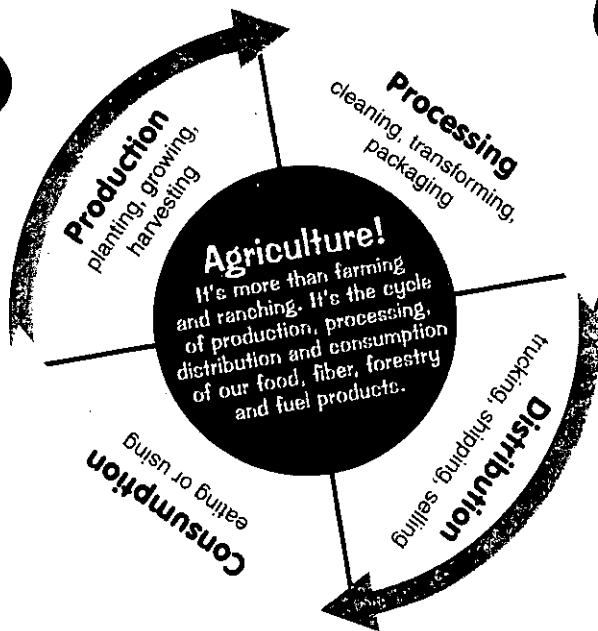 Production
planting, growing,
harvesting
Processing
cleaning, transforming,
packaging
Agriculture!
It's more than farming
and ranching. It's the cycle
of production, processing,
distribution and consumption
of our food, fiber, forestry
and fuel products.
Distribution
trucking, shipping, selling
Consumption
eating or using